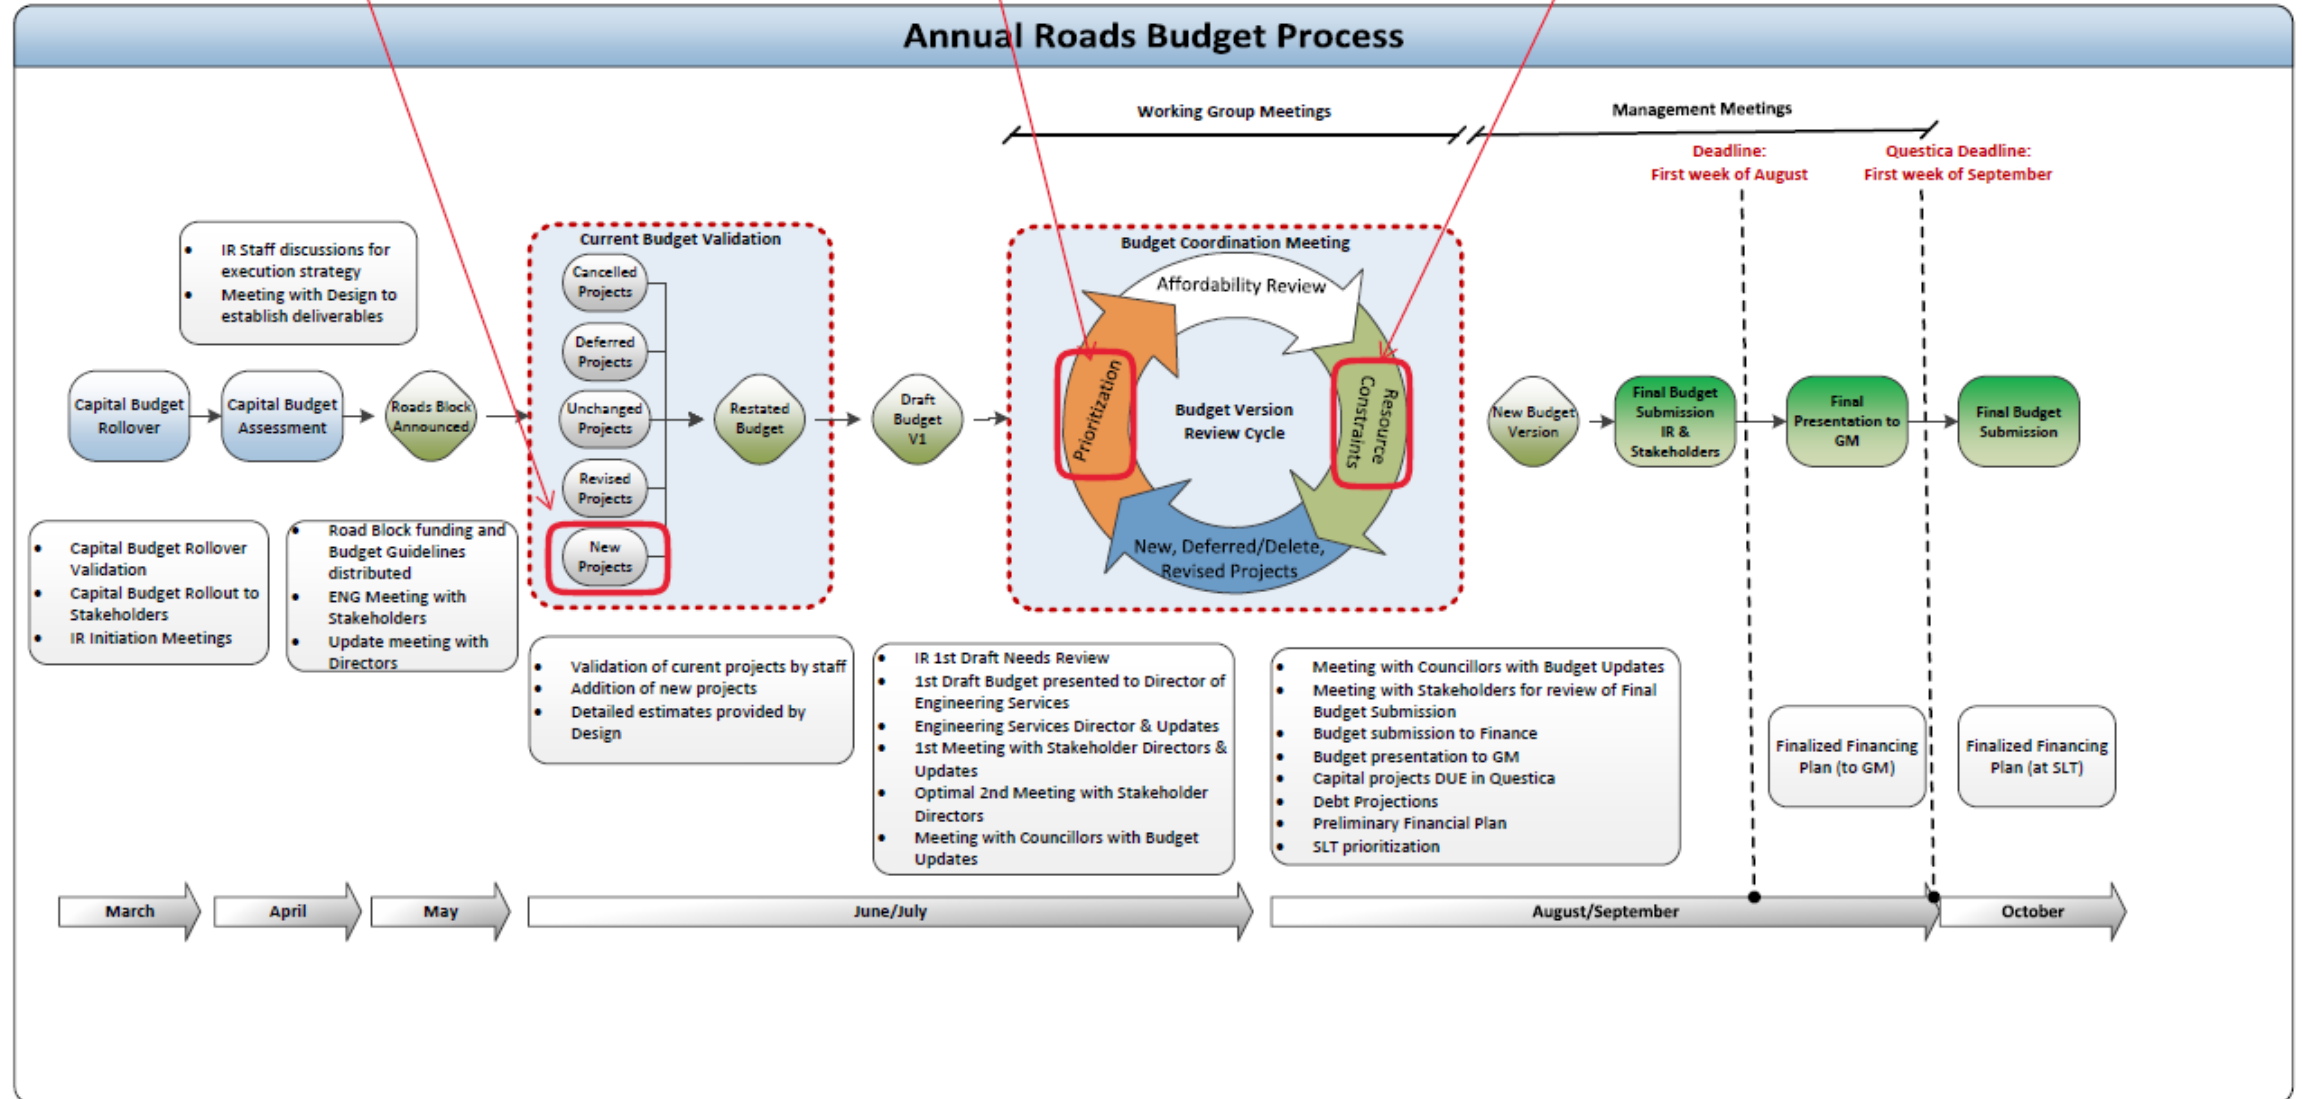 Annual Roads Budget Process
Working Group Meetings
Management Meetings
Deadline:
First week of August
Questica Deadline:
First week of September
IR Staff discussions for
execution strategy
Meeting with Design to
establish deliverables
Capital Budget
Rollover
Capital Budget
Assessment
Roads Block
Announced
Current Budget Validation
Cancelled
Projects
Deferred
Projects
Unchanged
Projects
Revised
Projects
New
Projects
Restated
Budget
Draft
Budget
V1
Budget Coordination Meeting
Affordability Review
Prioritization
Resource
Constraints
Budget Version
Review Cycle
New, Deferred/Delete,
Revised Projects
New Budget
Version
Final Budget
Submission
IR &
Stakeholders
Final
Presentation to
GM
Final Budget
Submission
Capital Budget Rollover
Validation
Capital Budget Rollout to
Stakeholders
IR Initiation Meetings
Road Block funding and
Budget Guidelines
distributed
ENG Meeting with
Stakeholders
Update meeting with
Directors
Validation of curent projects by staff
Addition of new projects
Detailed estimates provided by
Design
IR 1st Draft Needs Review
1st Draft Budget presented to Director of
Engineering Services
Engineering Services Director & Updates
1st Meeting with Stakeholder Directors &
Updates
Optimal 2nd Meeting with Stakeholder
Directors
Meeting with Councillors with Budget
Updates
Meeting with Councillors with Budget Updates
Meeting with Stakeholders for review of Final
Budget Submission
Budget submission to Finance
Budget presentation to GM
Capital projects DUE in Questica
Debt Projections
Preliminary Financial Plan
SLT prioritization
Finalized Financing
Plan (to GM)
Finalized Financing
Plan (at SLT)
March
April
May
June/July
August/September
October